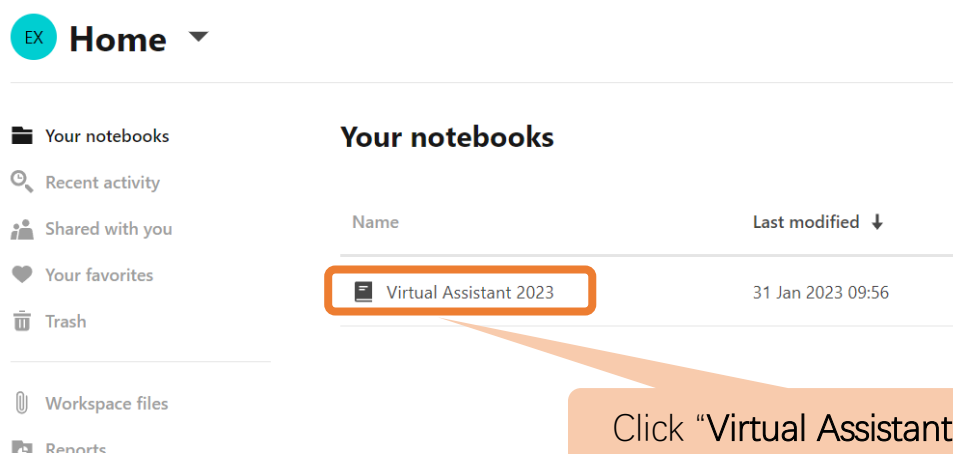 EX Home
Your notebooks
Recent activity
Shared with you
Your favorites
Trash
Workspace files
Reports
Your notebooks
Name Last modified
Virtual Assistant 2023 31 Jan 2023 09:56
Click “Virtual Assistant